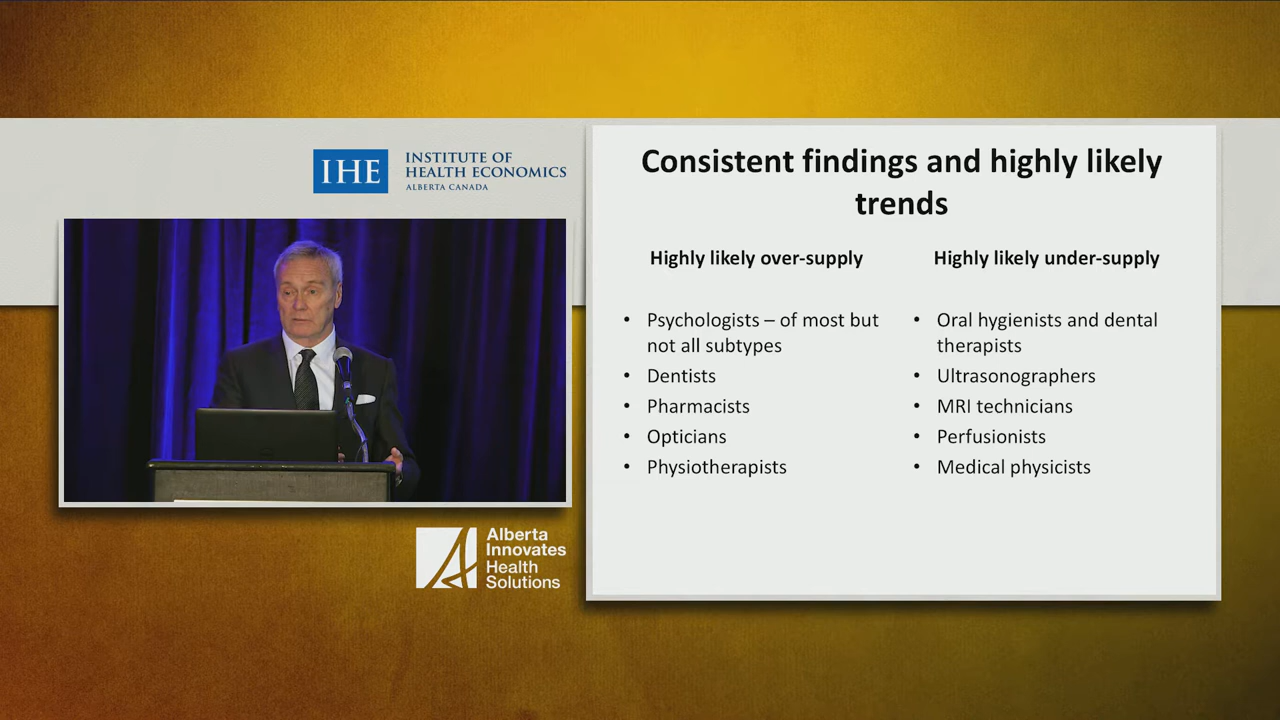 IHE
INSTITUTE OF
HEALTH ECONOMICS
ALBERTA CANADA
Consistent findings and highly likely
trends
Highly likely over-supply
• Psychologists – of most but
not all subtypes
• Dentists
• Pharmacists
• Opticians
• Physiotherapists
Highly likely under-supply
• Oral hygienists and dental
therapists
• Ultrasonographers
• MRI technicians
• Perfusionists
• Medical physicists
Alberta
Innovates
Health
Solutions